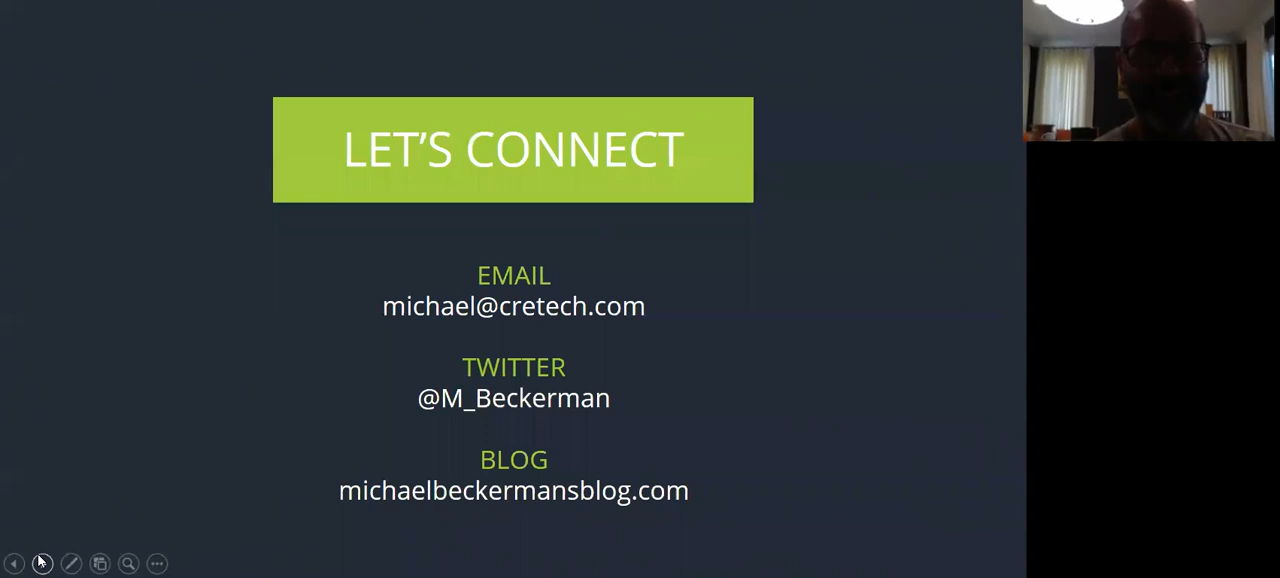 LET'S CONNECT
EMAIL
michael@cretech.com
TWITTER
@M_Beckerman
BLOG
michaelbeckermansblog.com